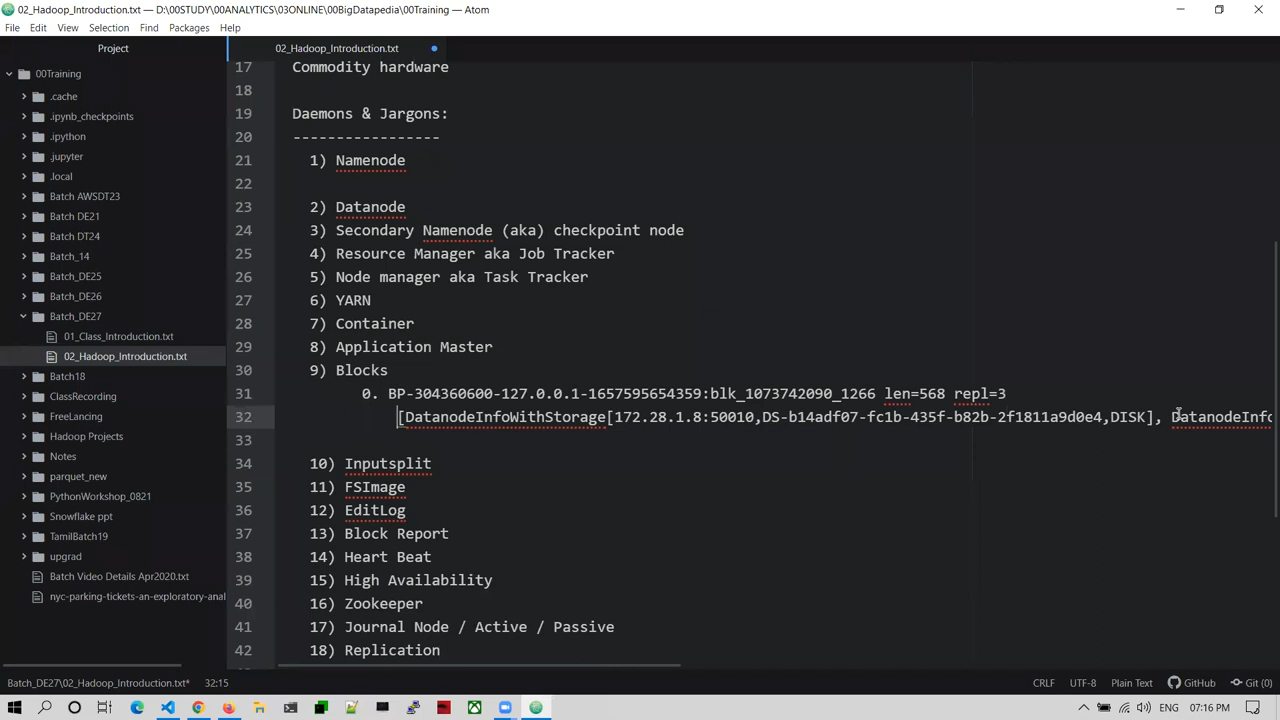 02_Hadoop_Introduction.txt — D:\00STUDY\00ANALYTICS\03ONLINE\00BigDatapedia\00Training — Atom
File Edit View Selection Find Packages Help
Project
02_Hadoop_Introduction.txt
00Training
.cache
.ipynb_checkpoints
.ipython
.jupyter
.local
Batch AWSDT23
Batch DE21
Batch DT24
Batch_14
Batch_DE25
Batch_DE26
Batch_DE27
01_Class_Introduction.txt
02_Hadoop_Introduction.txt
Batch18
ClassRecording
FreeLancing
Hadoop Projects
Notes
parquet_new
PythonWorkshop_0821
Snowflake ppt
TamilBatch19
upgrad
Batch Video Details Apr2020.txt
nyc-parking-tickets-an-exploratory-anal
17 Commodity hardware
18
19 Daemons & Jargons:
20 -----------------
21 1) Namenode
22
23 2) Datanode
24 3) Secondary Namenode (aka) checkpoint node
25 4) Resource Manager aka Job Tracker
26 5) Node manager aka Task Tracker
27 6) YARN
28 7) Container
29 8) Application Master
30 9) Blocks
31 0. BP-304360600-127.0.0.1-1657595654359:blk_1073742090_1266 len=568 repl=3
32 [DatanodeInfoWithStorage[172.28.1.8:50010,DS-b14adf07-fc1b-435f-b82b-2f1811a9d0e4,DISK], DatanodeInfo
33
34 10) Inputsplit
35 11) FSImage
36 12) EditLog
37 13) Block Report
38 14) Heart Beat
39 15) High Availability
40 16) Zookeeper
41 17) Journal Node / Active / Passive
42 18) Replication
Batch_DE27\02_Hadoop_Introduction.txt* 32:15
CRLF UTF-8 Plain Text GitHub Git (0)
ENG 07:16 PM